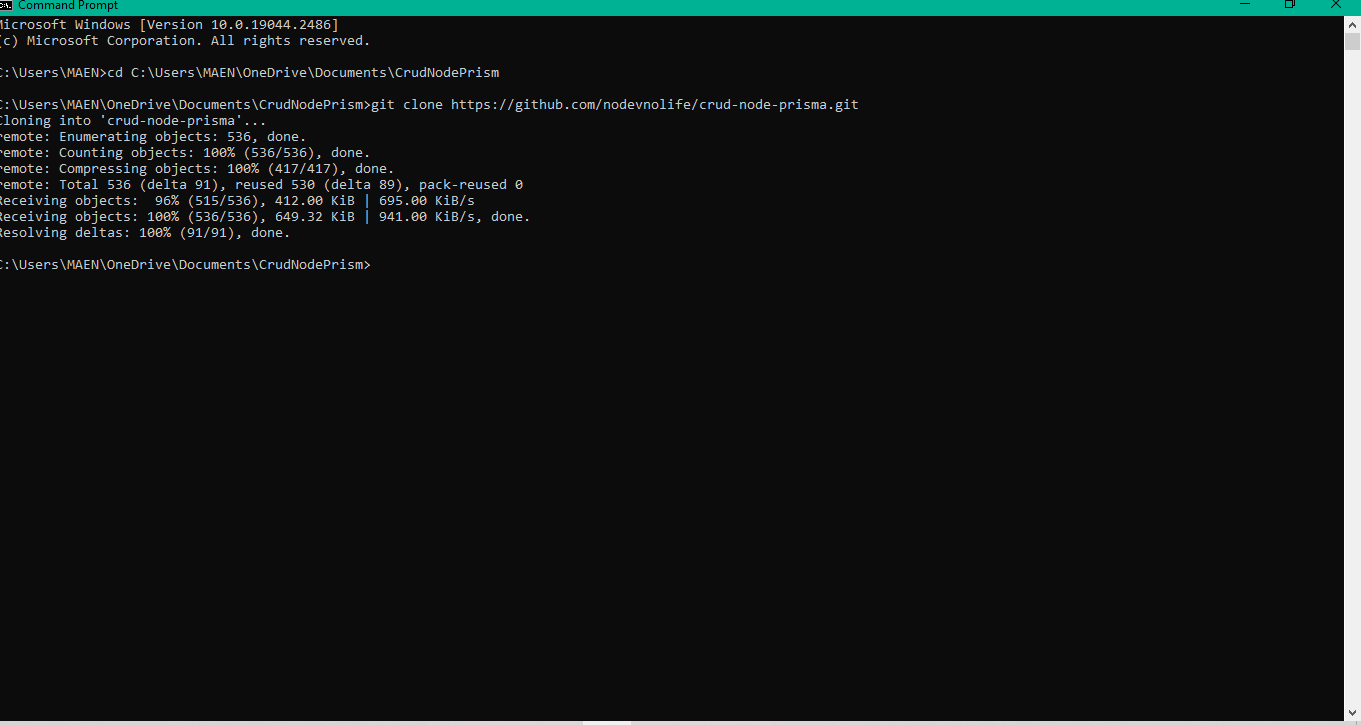 Command Prompt
Microsoft Windows [Version 10.0.19044.2486]
(c) Microsoft Corporation. All rights reserved.
C:\Users\MAEN>cd C:\Users\MAEN\OneDrive\Documents\CrudNodePrism
C:\Users\MAEN\OneDrive\Documents\CrudNodePrism>git clone https://github.com/nodevnolife/crud-node-prisma.git
Cloning into 'crud-node-prisma'...
remote: Enumerating objects: 536, done.
remote: Counting objects: 100% (536/536), done.
remote: Compressing objects: 100% (417/417), done.
remote: Total 536 (delta 91), reused 530 (delta 89), pack-reused 0
Receiving objects:  96% (515/536), 412.00 KiB | 695.00 KiB/s
Receiving objects: 100% (536/536), 649.32 KiB | 941.00 KiB/s, done.
Resolving deltas: 100% (91/91), done.
C:\Users\MAEN\OneDrive\Documents\CrudNodePrism>